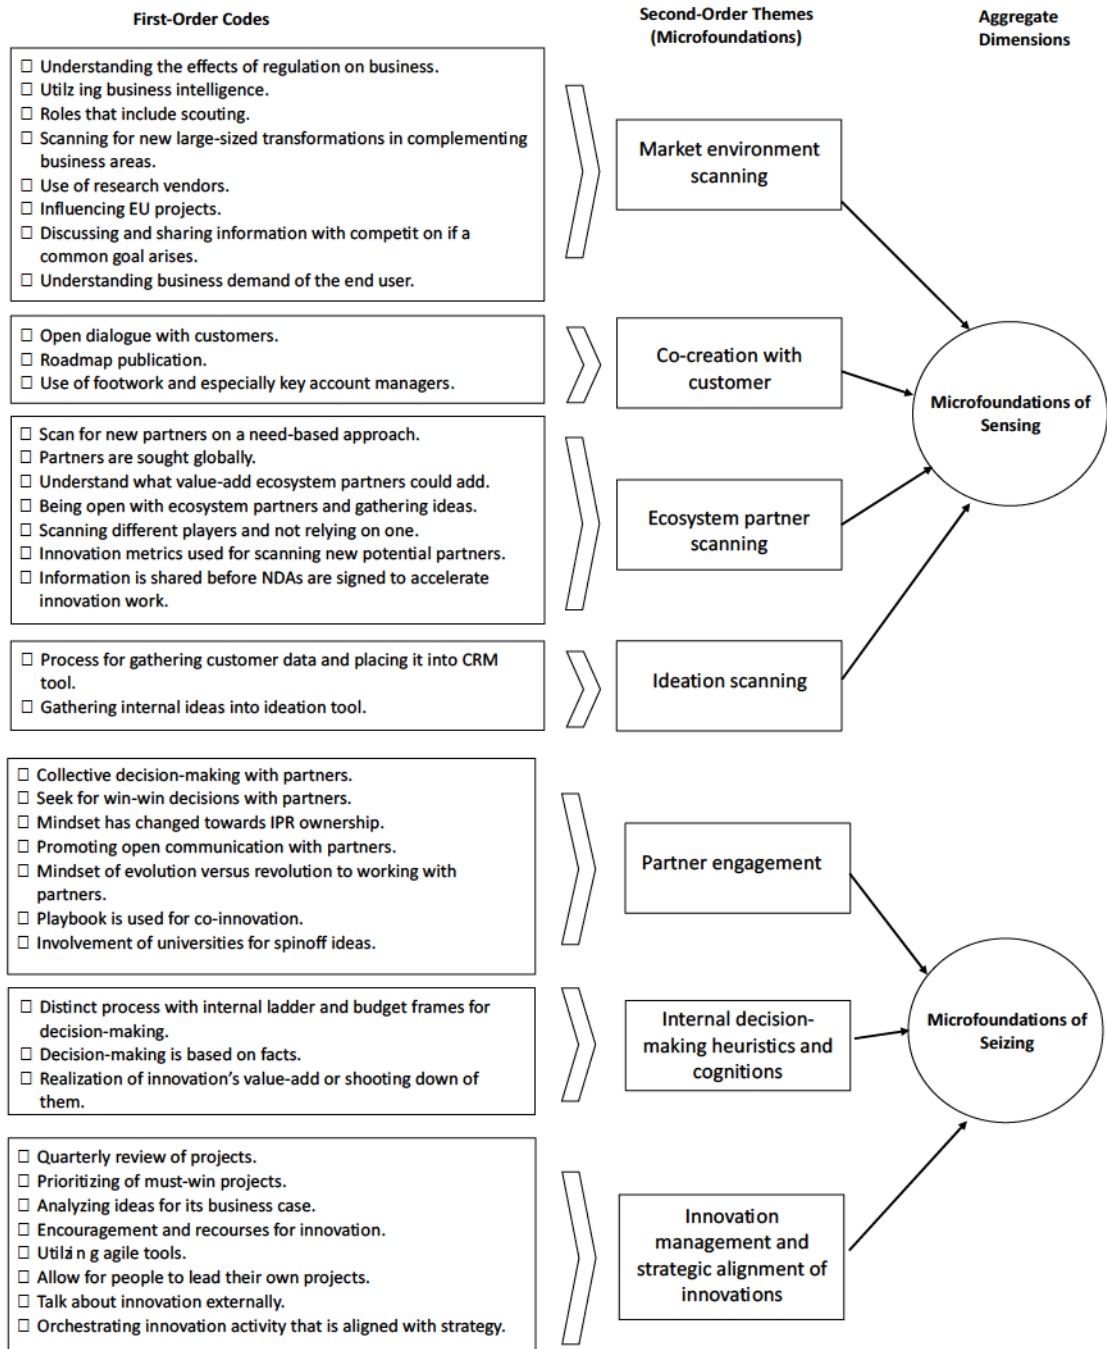 First-Order Codes
Second-Order Themes
(Microfoundations)
Aggregate
Dimensions
☐ Understanding the effects of regulation on business.
☐ Utilz ing business intelligence.
☐ Roles that include scouting.
☐ Scanning for new large-sized transformations in complementing
business areas.
☐ Use of research vendors.
☐ Influencing EU projects.
☐ Discussing and sharing information with competit on if a
common goal arises.
☐ Understanding business demand of the end user.
Market environment
scanning
☐ Open dialogue with customers.
☐ Roadmap publication.
☐ Use of footwork and especially key account managers.
Co-creation with
customer
☐ Scan for new partners on a need-based approach.
☐ Partners are sought globally.
☐ Understand what value-add ecosystem partners could add.
☐ Being open with ecosystem partners and gathering ideas.
☐ Scanning different players and not relying on one.
☐ Innovation metrics used for scanning new potential partners.
☐ Information is shared before NDAs are signed to accelerate
innovation work.
Ecosystem partner
scanning
☐ Process for gathering customer data and placing it into CRM
tool.
☐ Gathering internal ideas into ideation tool.
Ideation scanning
Microfoundations of
Sensing
☐ Collective decision-making with partners.
☐ Seek for win-win decisions with partners.
☐ Mindset has changed towards IPR ownership.
☐ Promoting open communication with partners.
☐ Mindset of evolution versus revolution to working with
partners.
☐ Playbook is used for co-innovation.
☐ Involvement of universities for spinoff ideas.
Partner engagement
☐ Distinct process with internal ladder and budget frames for
decision-making.
☐ Decision-making is based on facts.
☐ Realization of innovation’s value-add or shooting down of
them.
Internal decision-
making heuristics and
cognitions
☐ Quarterly review of projects.
☐ Prioritizing of must-win projects.
☐ Analyzing ideas for its business case.
☐ Encouragement and recourses for innovation.
☐ Utilzin g agile tools.
☐ Allow for people to lead their own projects.
☐ Talk about innovation externally.
☐ Orchestrating innovation activity that is aligned with strategy.
Innovation
management and
strategic alignment of
innovations
Microfoundations of
Seizing